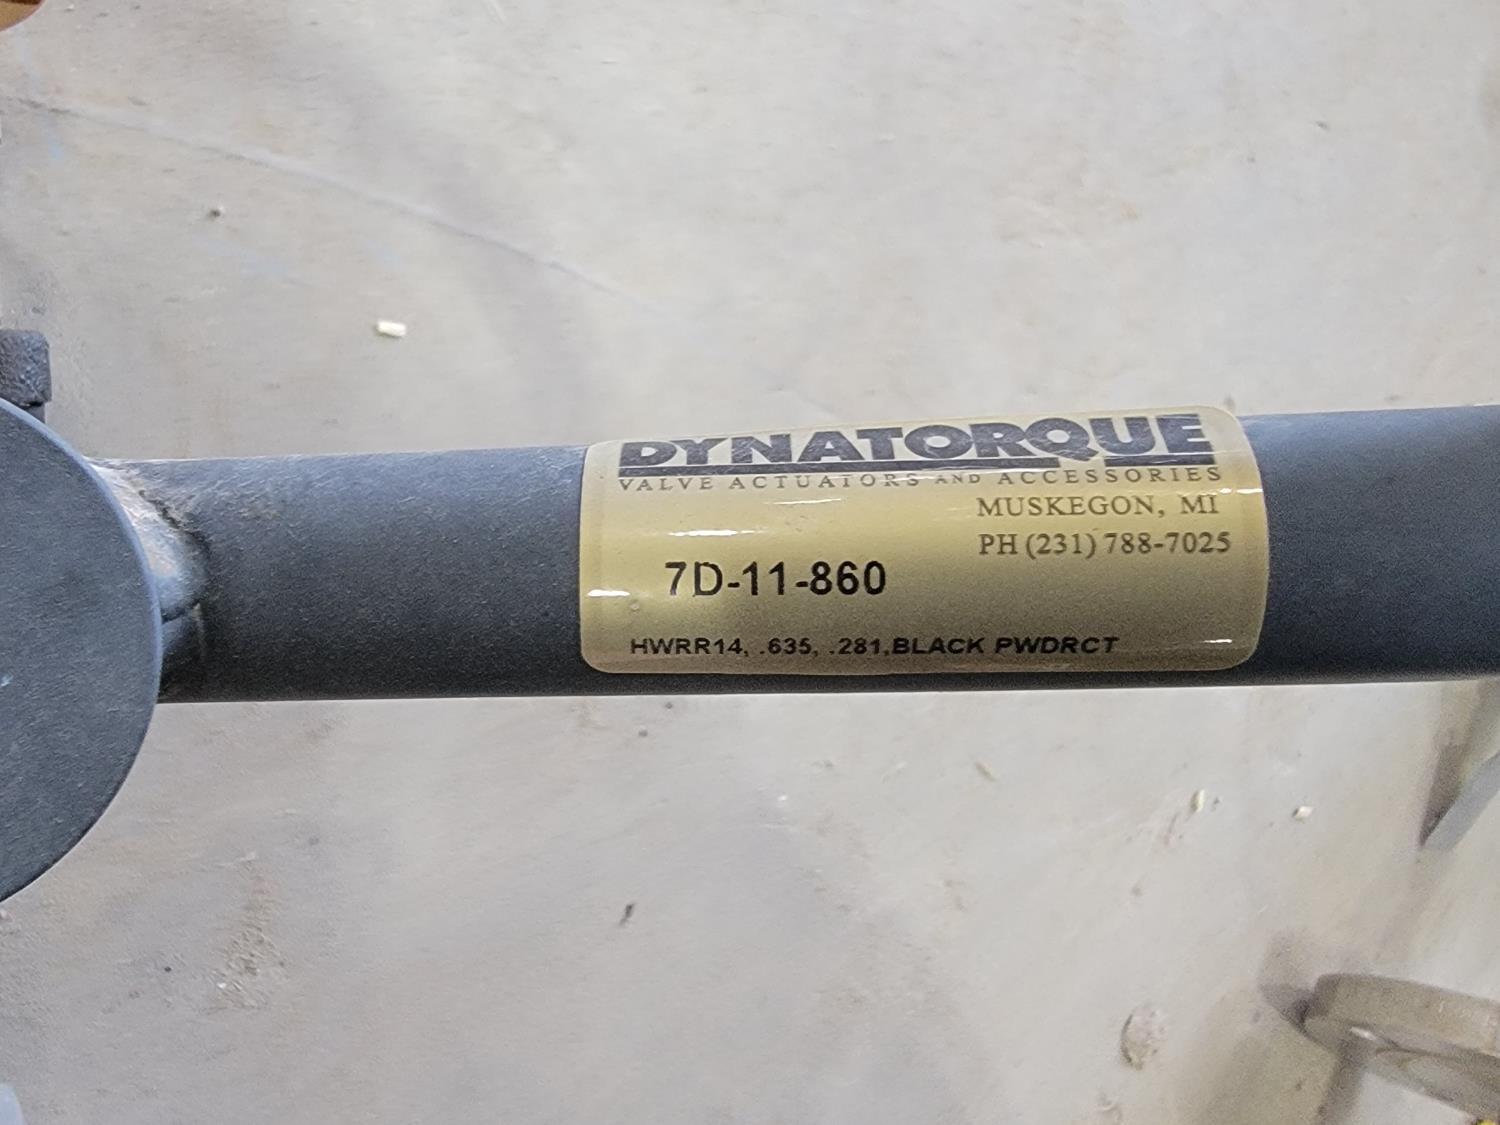 DYNATORQUE
VALVE ACTUATORS AND ACCESSORIES
MUSKEGON, MI
PH (231) 788-7025
7D-11-860
HWRR14, .635, .281,BLACK PWDRCT